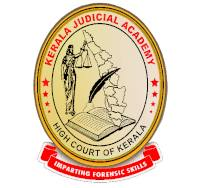 KERALA JUDICIAL ACADEMY
HIGH COURT OF KERALA
IMPARTING FORENSIC SKILLS